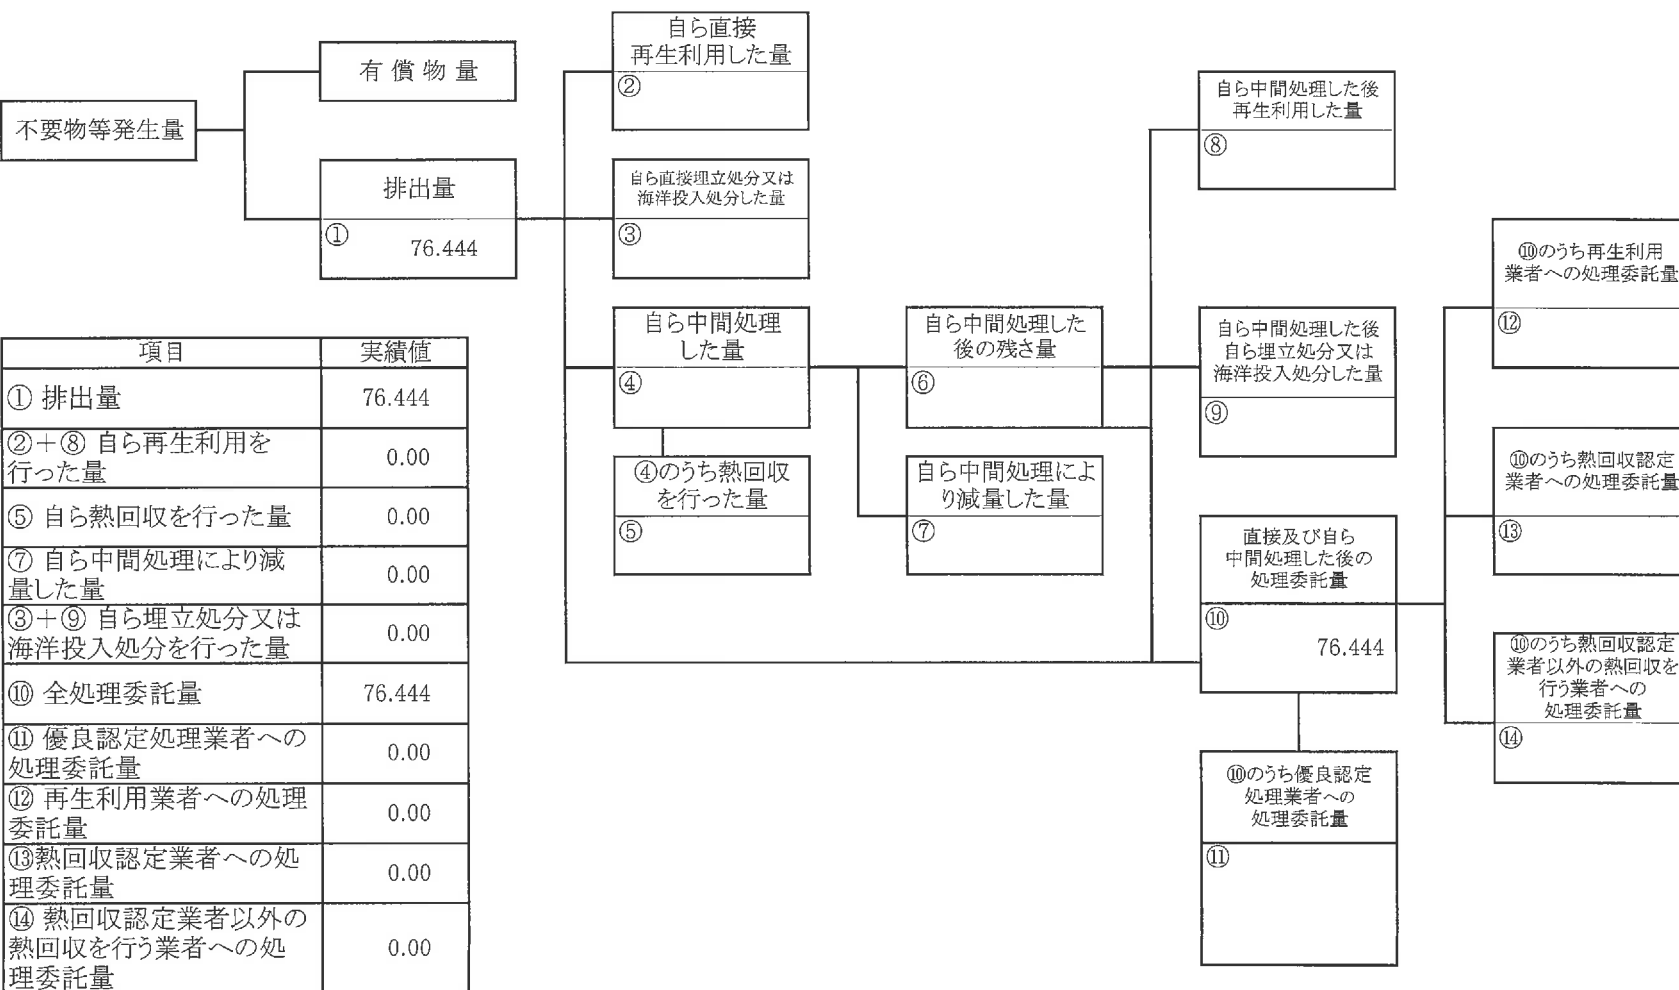 不要物等発生量
有償物量
排出量
①
76.444
自ら直接
再生利用した量
②
自ら直接埋立処分又は
海洋投入処分した量
③
自ら中間処理
した量
④
④のうち熱回収
を行った量
⑤
自ら中間処理した
後の残さ量
⑥
自ら中間処理によ
り減量した量
⑦
自ら中間処理した後
再生利用した量
⑧
自ら中間処理した後
自ら埋立処分又は
海洋投入処分した量
⑨
直接及び自ら
中間処理した後の
処理委託量
⑩
76.444
⑩のうち優良認定
処理業者への
処理委託量
⑪
⑩のうち再生利用
業者への処理委託量
⑫
⑩のうち熱回収認定
業者への処理委託量
⑬
⑩のうち熱回収認定
業者以外の熱回収を
行う業者への
処理委託量
⑭
項目 実績値
① 排出量 76.444
②+⑧ 自ら再生利用を
行った量 0.00
⑤ 自ら熱回収を行った量 0.00
⑦ 自ら中間処理により減
量した量 0.00
③+⑨ 自ら埋立処分又は
海洋投入処分を行った量 0.00
⑩ 全処理委託量 76.444
⑪ 優良認定処理業者への
処理委託量 0.00
⑫ 再生利用業者への処理
委託量 0.00
⑬熱回収認定業者への処
理委託量 0.00
⑭ 熱回収認定業者以外の
熱回収を行う業者への処
理委託量 0.00